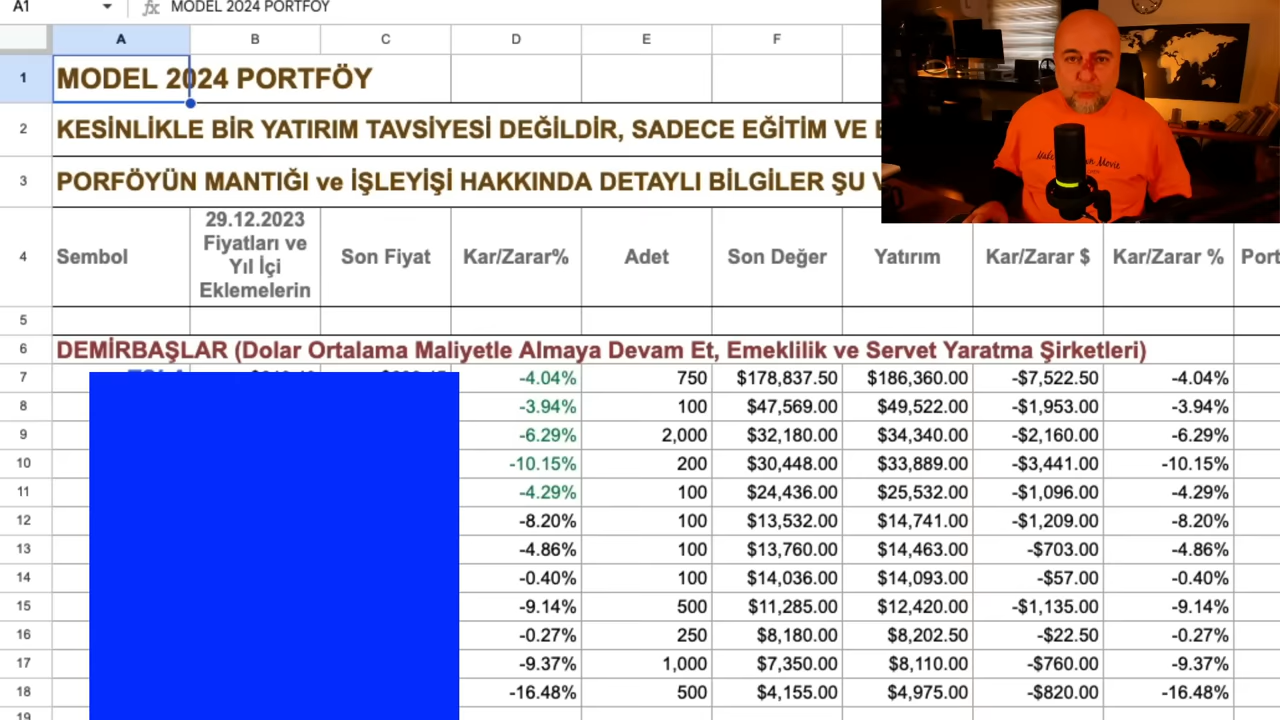 A1 fx MODEL 2024 PORTFÖY
A B C D E F
1 MODEL 2024 PORTFÖY
2 KESİNLİKLE BİR YATIRIM TAVSİYESİ DEĞİLDİR, SADECE EĞİTİM VE
3 PORFÖYÜN MANTIĞI ve İŞLEYİŞİ HAKKINDA DETAYLI BİLGİLER ŞU
4 Sembol 29.12.2023 Fiyatları ve Yıl İçi Eklemelerin Son Fiyat Kar/Zarar% Adet Son Değer Yatırım Kar/Zarar $ Kar/Zarar % Port
5
6 DEMİRBAŞLAR (Dolar Ortalama Maliyetle Almaya Devam Et, Emeklilik ve Servet Yaratma Şirketleri)
7 -4.04% 750 $178,837.50 $186,360.00 -$7,522.50 -4.04%
8 -3.94% 100 $47,569.00 $49,522.00 -$1,953.00 -3.94%
9 -6.29% 2,000 $32,180.00 $34,340.00 -$2,160.00 -6.29%
10 -10.15% 200 $30,448.00 $33,889.00 -$3,441.00 -10.15%
11 -4.29% 100 $24,436.00 $25,532.00 -$1,096.00 -4.29%
12 -8.20% 100 $13,532.00 $14,741.00 -$1,209.00 -8.20%
13 -4.86% 100 $13,760.00 $14,463.00 -$703.00 -4.86%
14 -0.40% 100 $14,036.00 $14,093.00 -$57.00 -0.40%
15 -9.14% 500 $11,285.00 $12,420.00 -$1,135.00 -9.14%
16 -0.27% 250 $8,180.00 $8,202.50 -$22.50 -0.27%
17 -9.37% 1,000 $7,350.00 $8,110.00 -$760.00 -9.37%
18 -16.48% 500 $4,155.00 $4,975.00 -$820.00 -16.48%
19